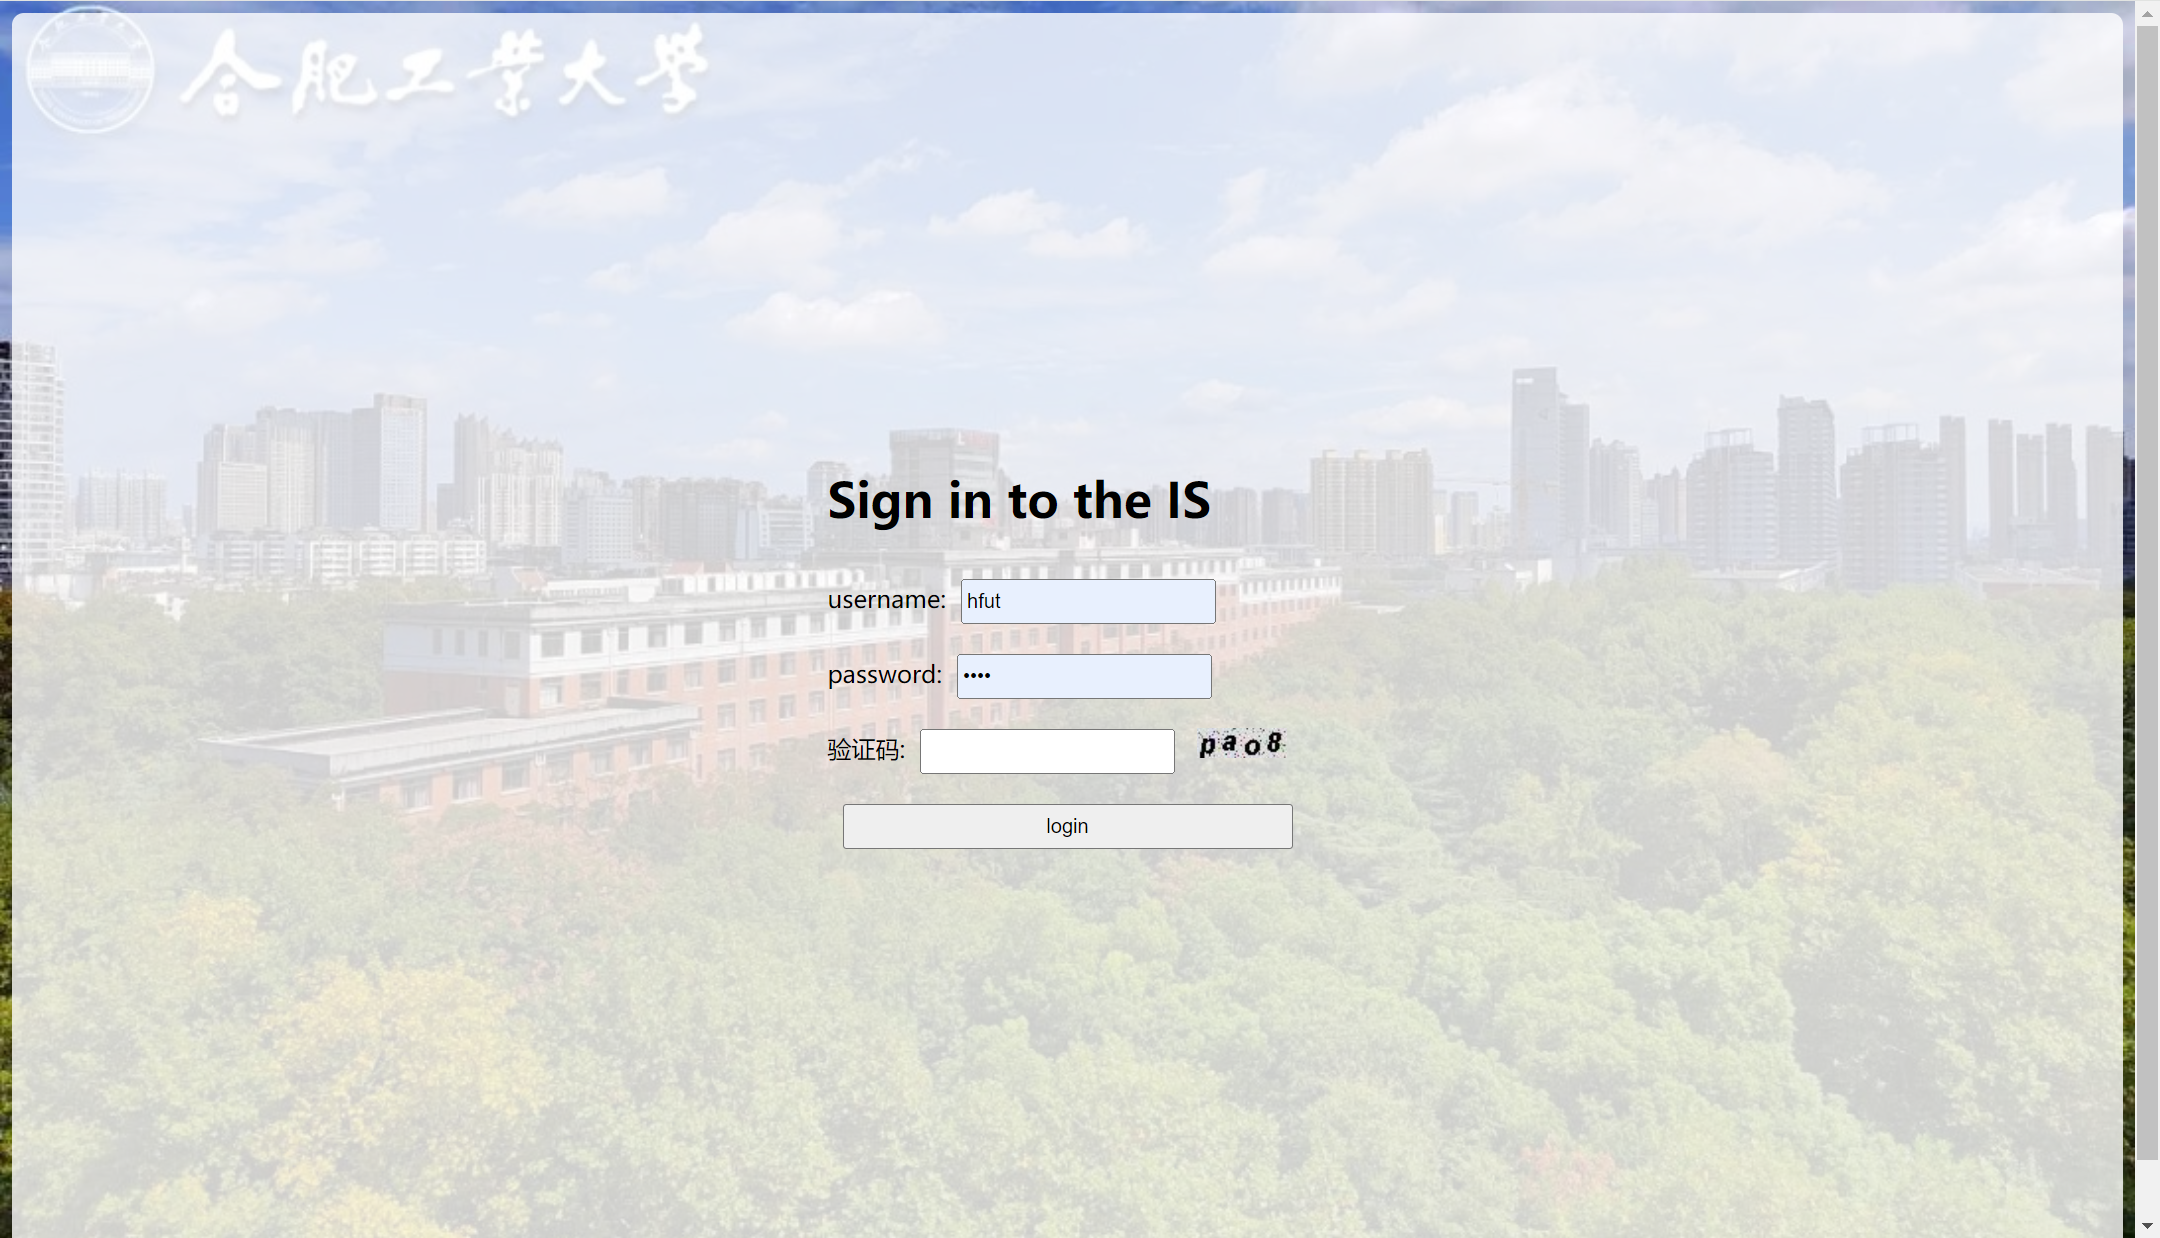 合肥工業大學
Sign in to the IS
username: hfut
password: ••••
验证码: pao8
login